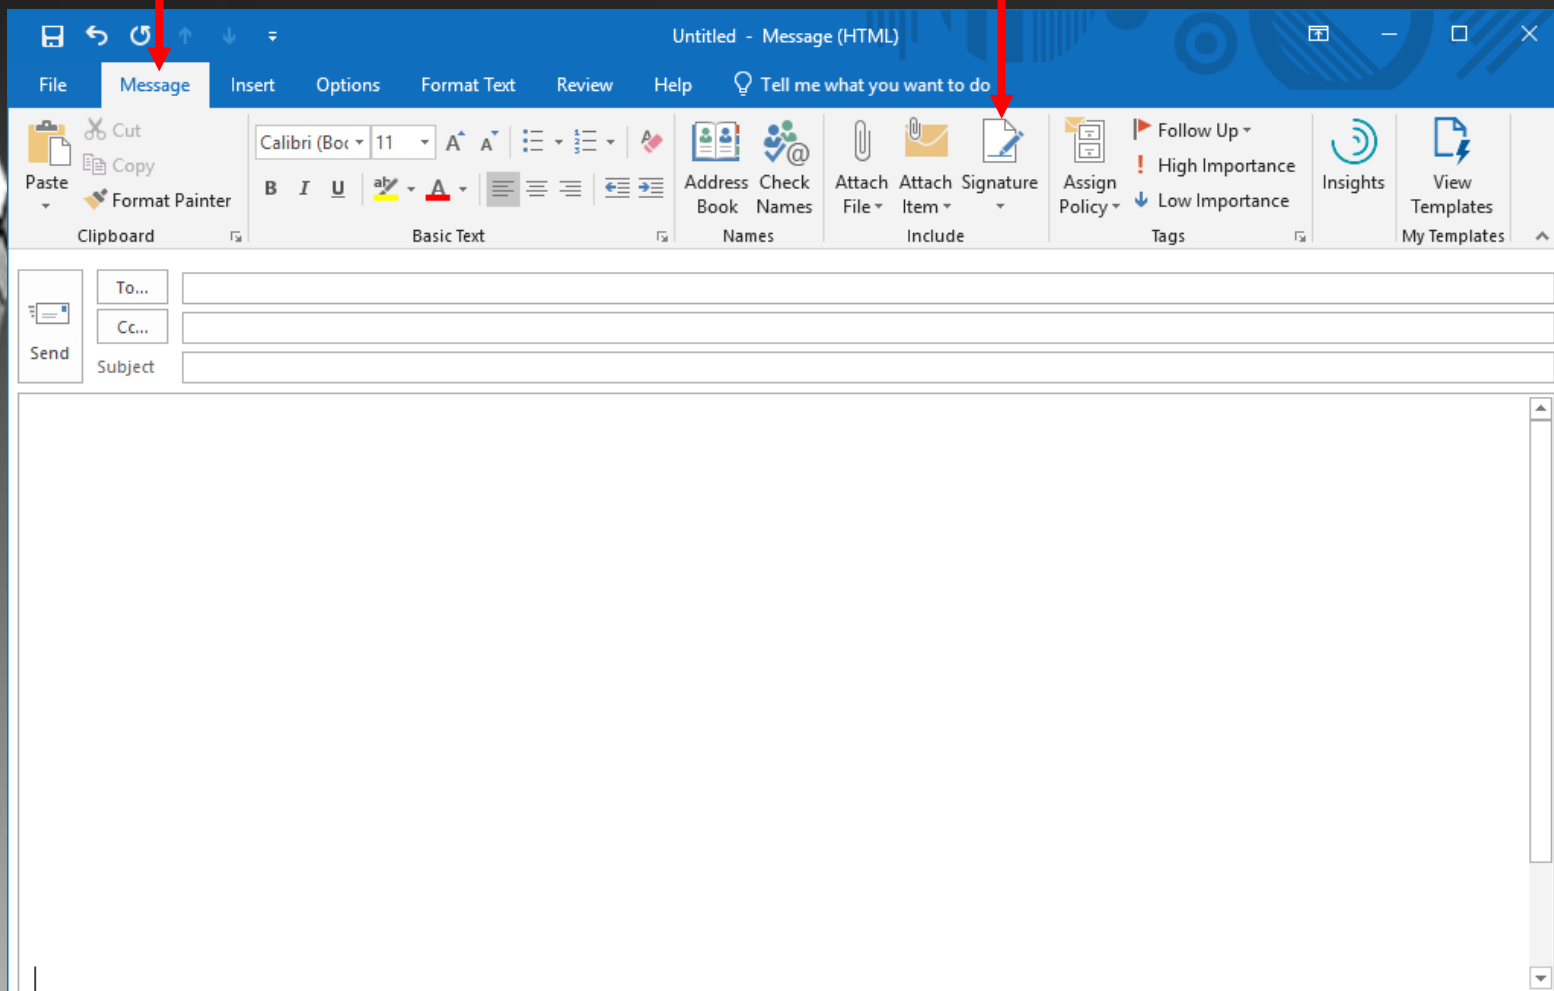 Untitled - Message (HTML)
File Message Insert Options Format Text Review Help Tell me what you want to do
Paste
Cut
Copy
Format Painter
Clipboard
Calibri (Boc 11
A A
B I U ab A
Basic Text
Address Book
Check Names
Names
Attach File
Attach Item
Signature
Include
Assign Policy
Follow Up
! High Importance
Low Importance
Tags
Insights
View Templates
My Templates
Send
To...
Cc...
Subject